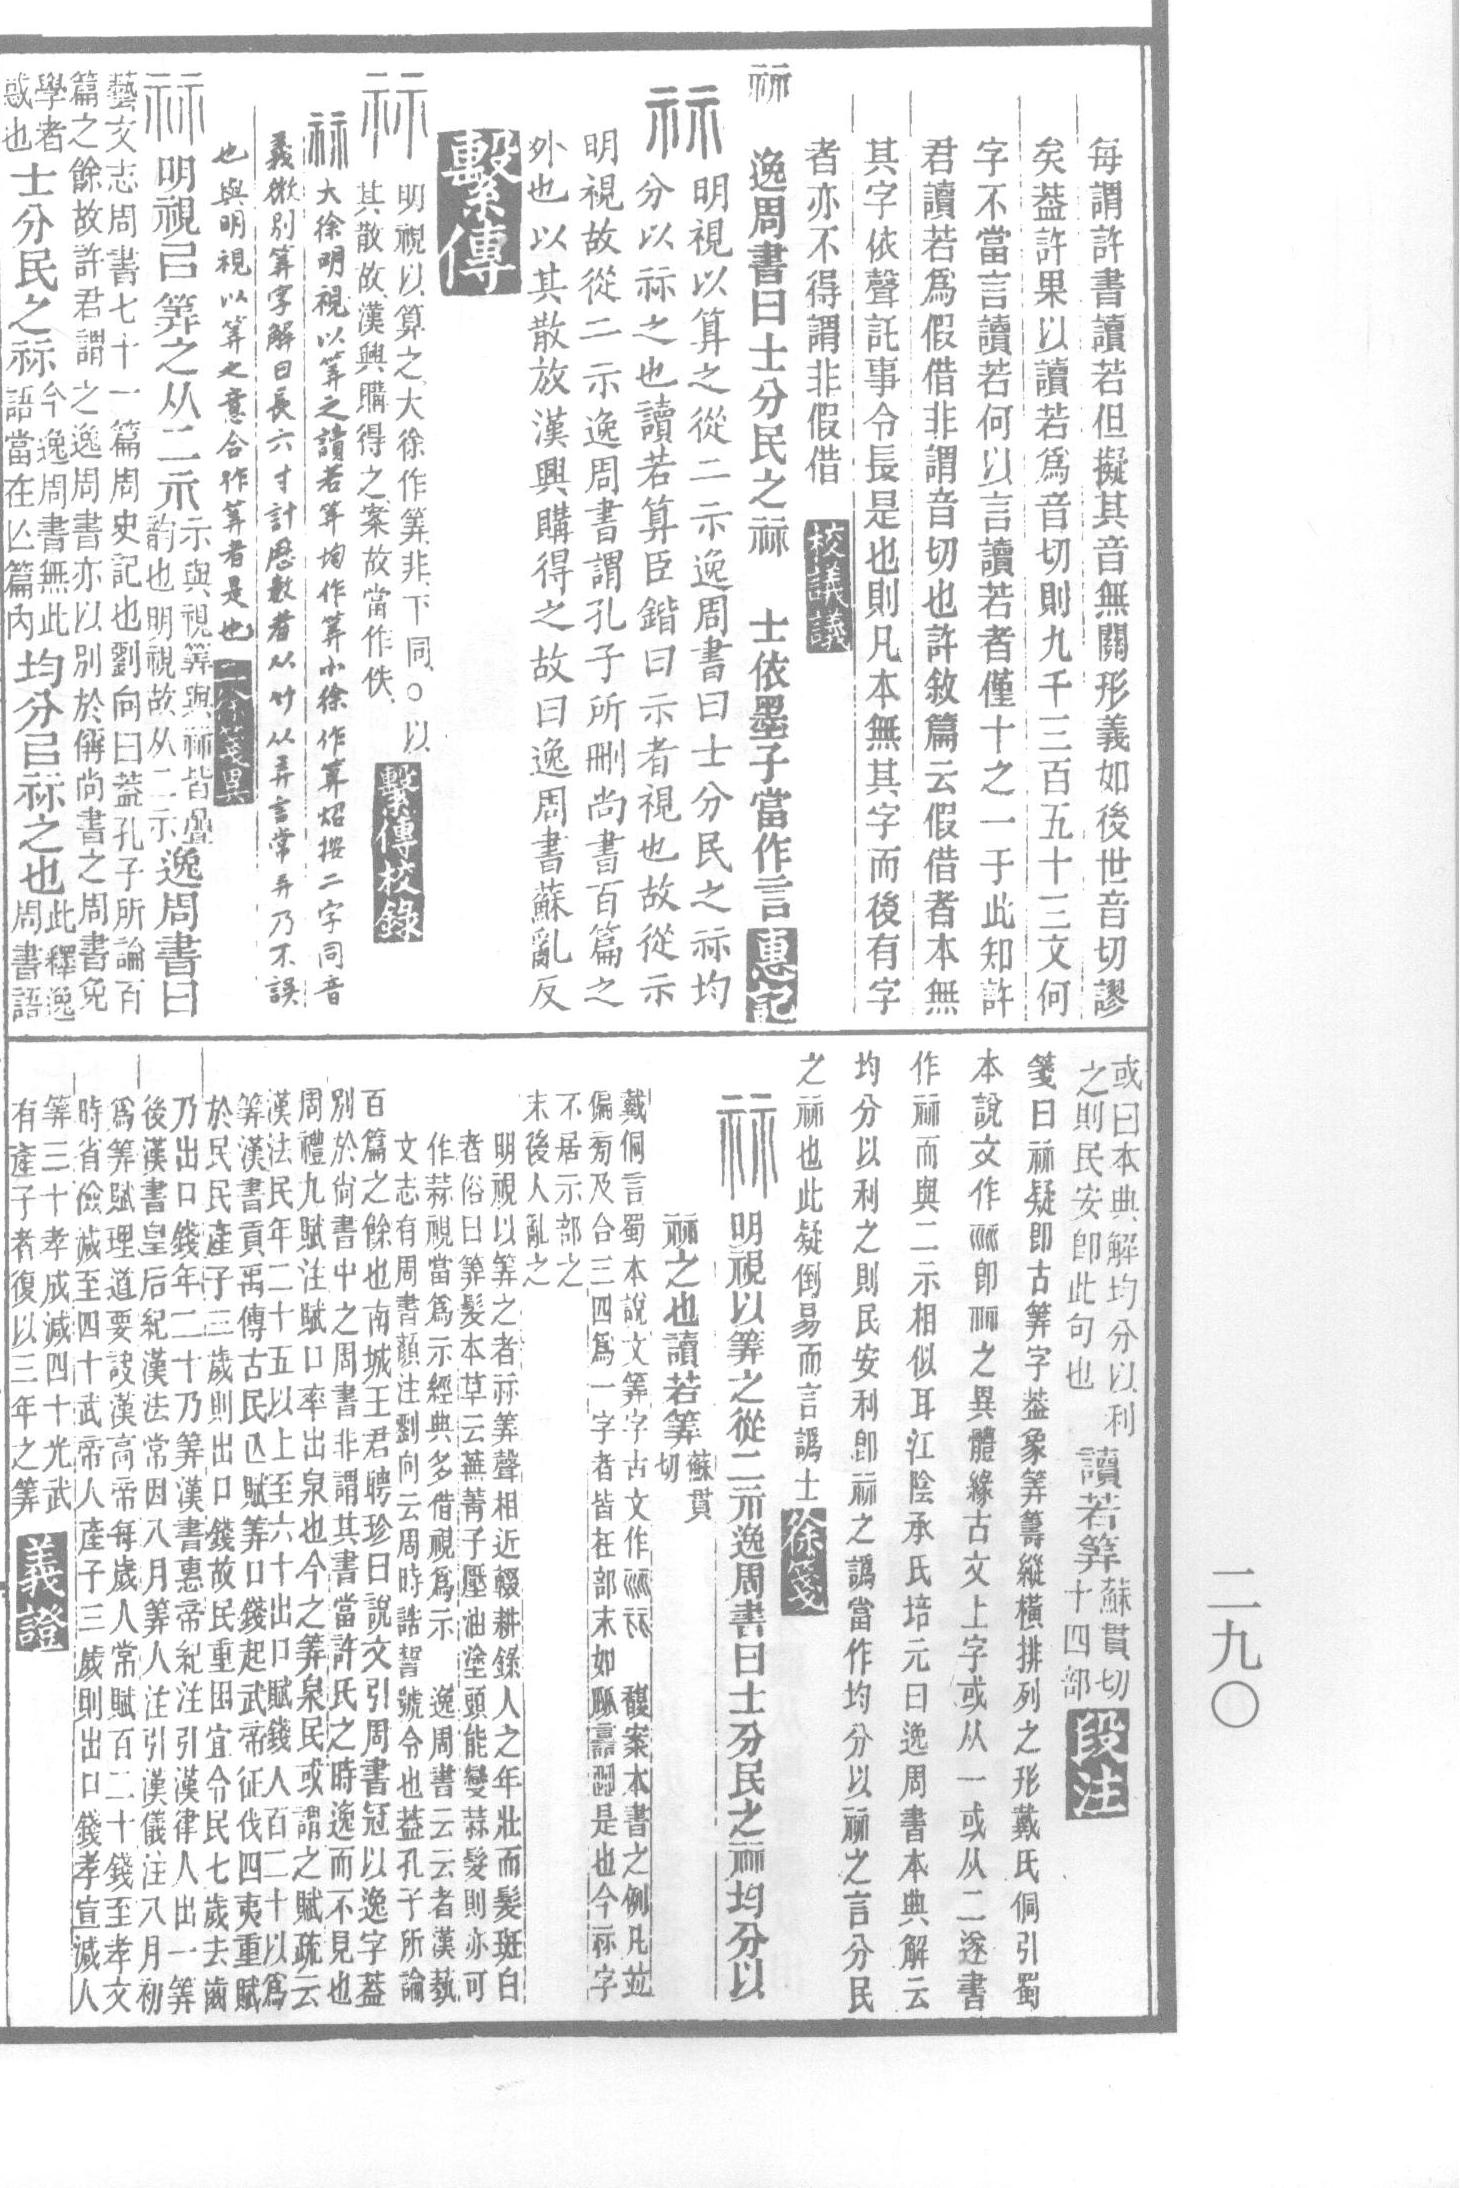 每謂許書讀若但擬其音無關形義如後世音切謬
矣葢許果以讀若爲音切則九千三百五十三文何
字不當言讀若何以言讀若者僅十之一于此知許
君讀若爲假借非謂音切也許敘篇云假借者本無
其字依聲託事令長是也則凡本無其字而後有字
者亦不得謂非假借 校議議
祘 逸周書曰士分民之祘 士依墨子當作言 惠記
祘 明視以算之從二示逸周書曰士分民之祘均
分以祘之也讀若算臣鍇曰示者視也故從示
明視故從二示逸周書謂孔子所刪尚書百篇之
外也以其散放漢興購得之故曰逸周書蘇亂反
繫傳
祘 明視以算之大徐作筭非下同○以
其散故漢興購得之案故當作佚 繫傳校錄
祘 大徐明視以筭之讀若筭均作筭小徐作算炤按二字同音
義微别筭字解曰長六寸計歷數者从竹从弄言常弄乃不誤
也與明視以筭之意合作筭者是也 二徐箋異
祘 明視㠯筭之从二示 示與視筭與祘皆疊
韵也明視故从二示 逸周書曰
藝文志周書七十一篇周史記也劉向曰葢孔子所論百
篇之餘故許君謂之逸周書亦以別於偁尚書之周書免
學者
惑也 士分民之祘 今逸周書無此
語當在亾篇內 均分㠯祘之也 此釋逸
周書語
或曰本典解均分以利
之則民安卽此句也 讀若筭 蘇貫切
十四部 段注
箋曰祘疑卽古筭字葢象筭籌縱橫排列之形戴氏侗引蜀
本說文作𥘈卽祘之異體緣古文上字或从一或从二遂書
作祘而與二示相似耳江陰承氏培元曰逸周書本典解云
均分以利之則民安利卽祘之譌當作均分以祘之言分民
之祘也此疑倒易而言譌士 徐箋
祘 明視以筭之從二示逸周書曰士分民之祘均分以
祘之也讀若筭 蘇貫
切
戴侗言蜀本說文筭字古文作𥘈祘 馥案本書之例凡竝
偏㫄及合三四爲一字者皆在部末如是也今祘字
不居示部之
末後人亂之
明視以筭之者祘筭聲相近輟耕錄人之年壯而髮斑白
者俗曰筭髮本草云蕪菁子壓油塗頭能變蒜髮則亦可
作蒜視當爲示經典多借視爲示 逸周書云云者漢藝
文志有周書顏注劉向云周時誥誓號令也葢孔子所論
百篇之餘也南城王君聘珍曰說文引周書冠以逸字葢
別於尚書中之周書非謂其書當許氏之時逸而不見也
周禮九賦注賦口率出泉也今之筭泉民或謂之賦疏云
漢法民年二十五以上至六十出口賦錢人百二十以爲
筭漢書貢禹傳古民亾賦筭口錢起武帝征伐四夷重賦
於民民產子三歲則出口錢故民重困宜令民七歲去齒
乃出口錢年二十乃筭漢書惠帝紀注引漢律人出一筭
後漢書皇后紀漢法常因八月筭人注引漢儀注八月初
爲筭賦理道要訣漢高帝每歲人常賦百二十錢至孝文
時省儉減至四十武帝人產子三歲則出口錢孝宣減人
筭三十孝成減四十光武
有產子者復以三年之筭 義證
二九〇